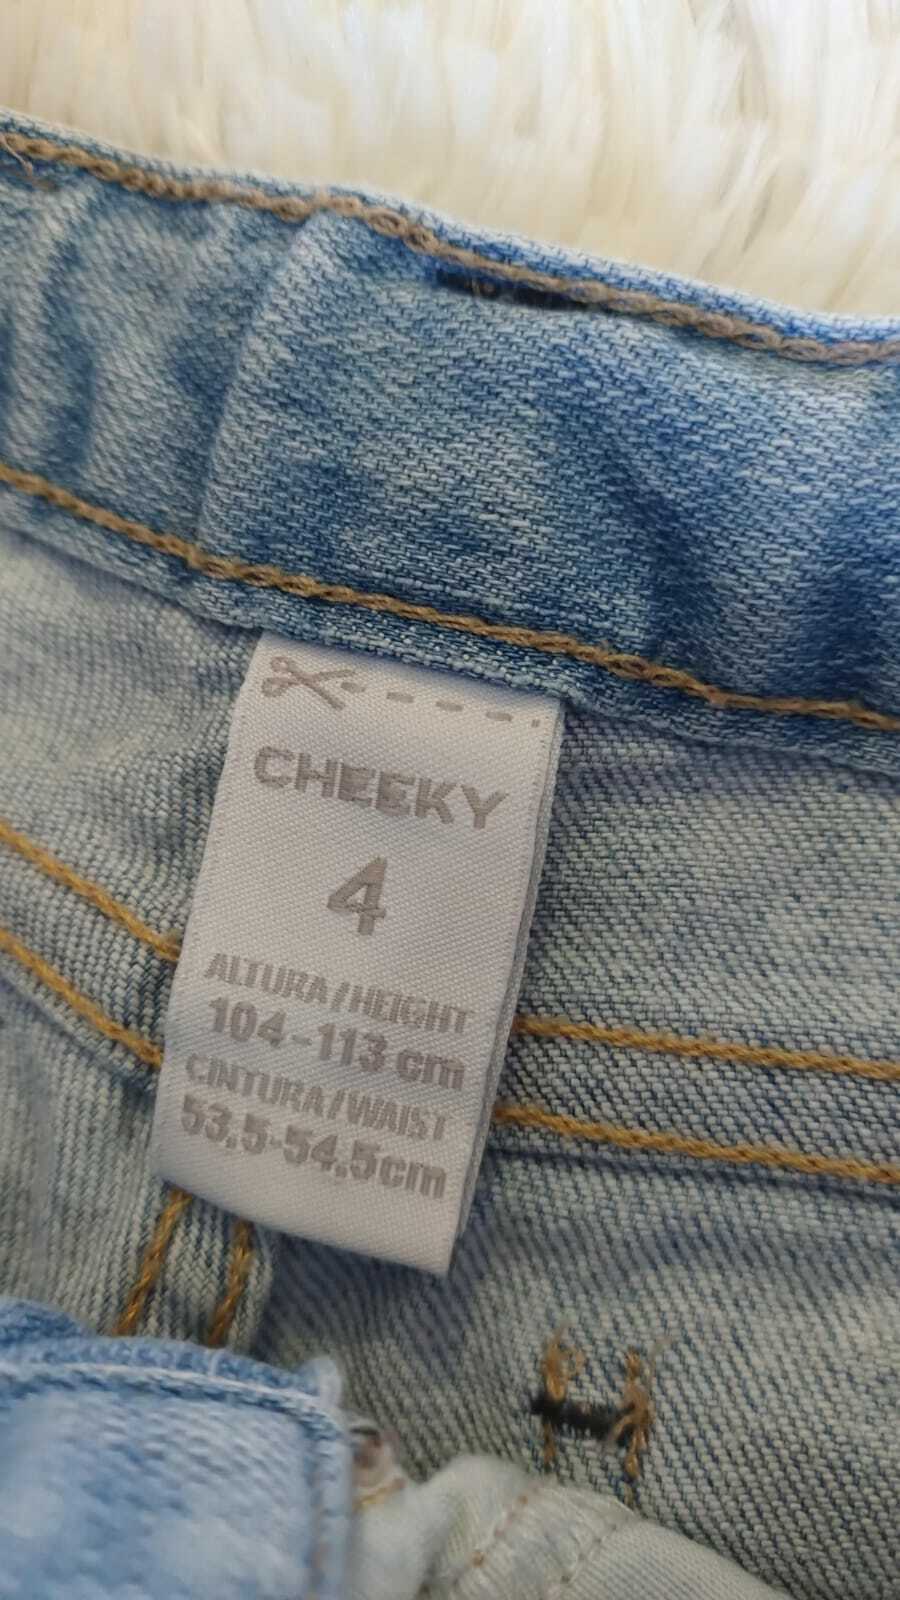 CHEEKY
4
ALTURA/HEIGHT
104-113 cm
CINTURA/WAIST
53,5-54,5cm